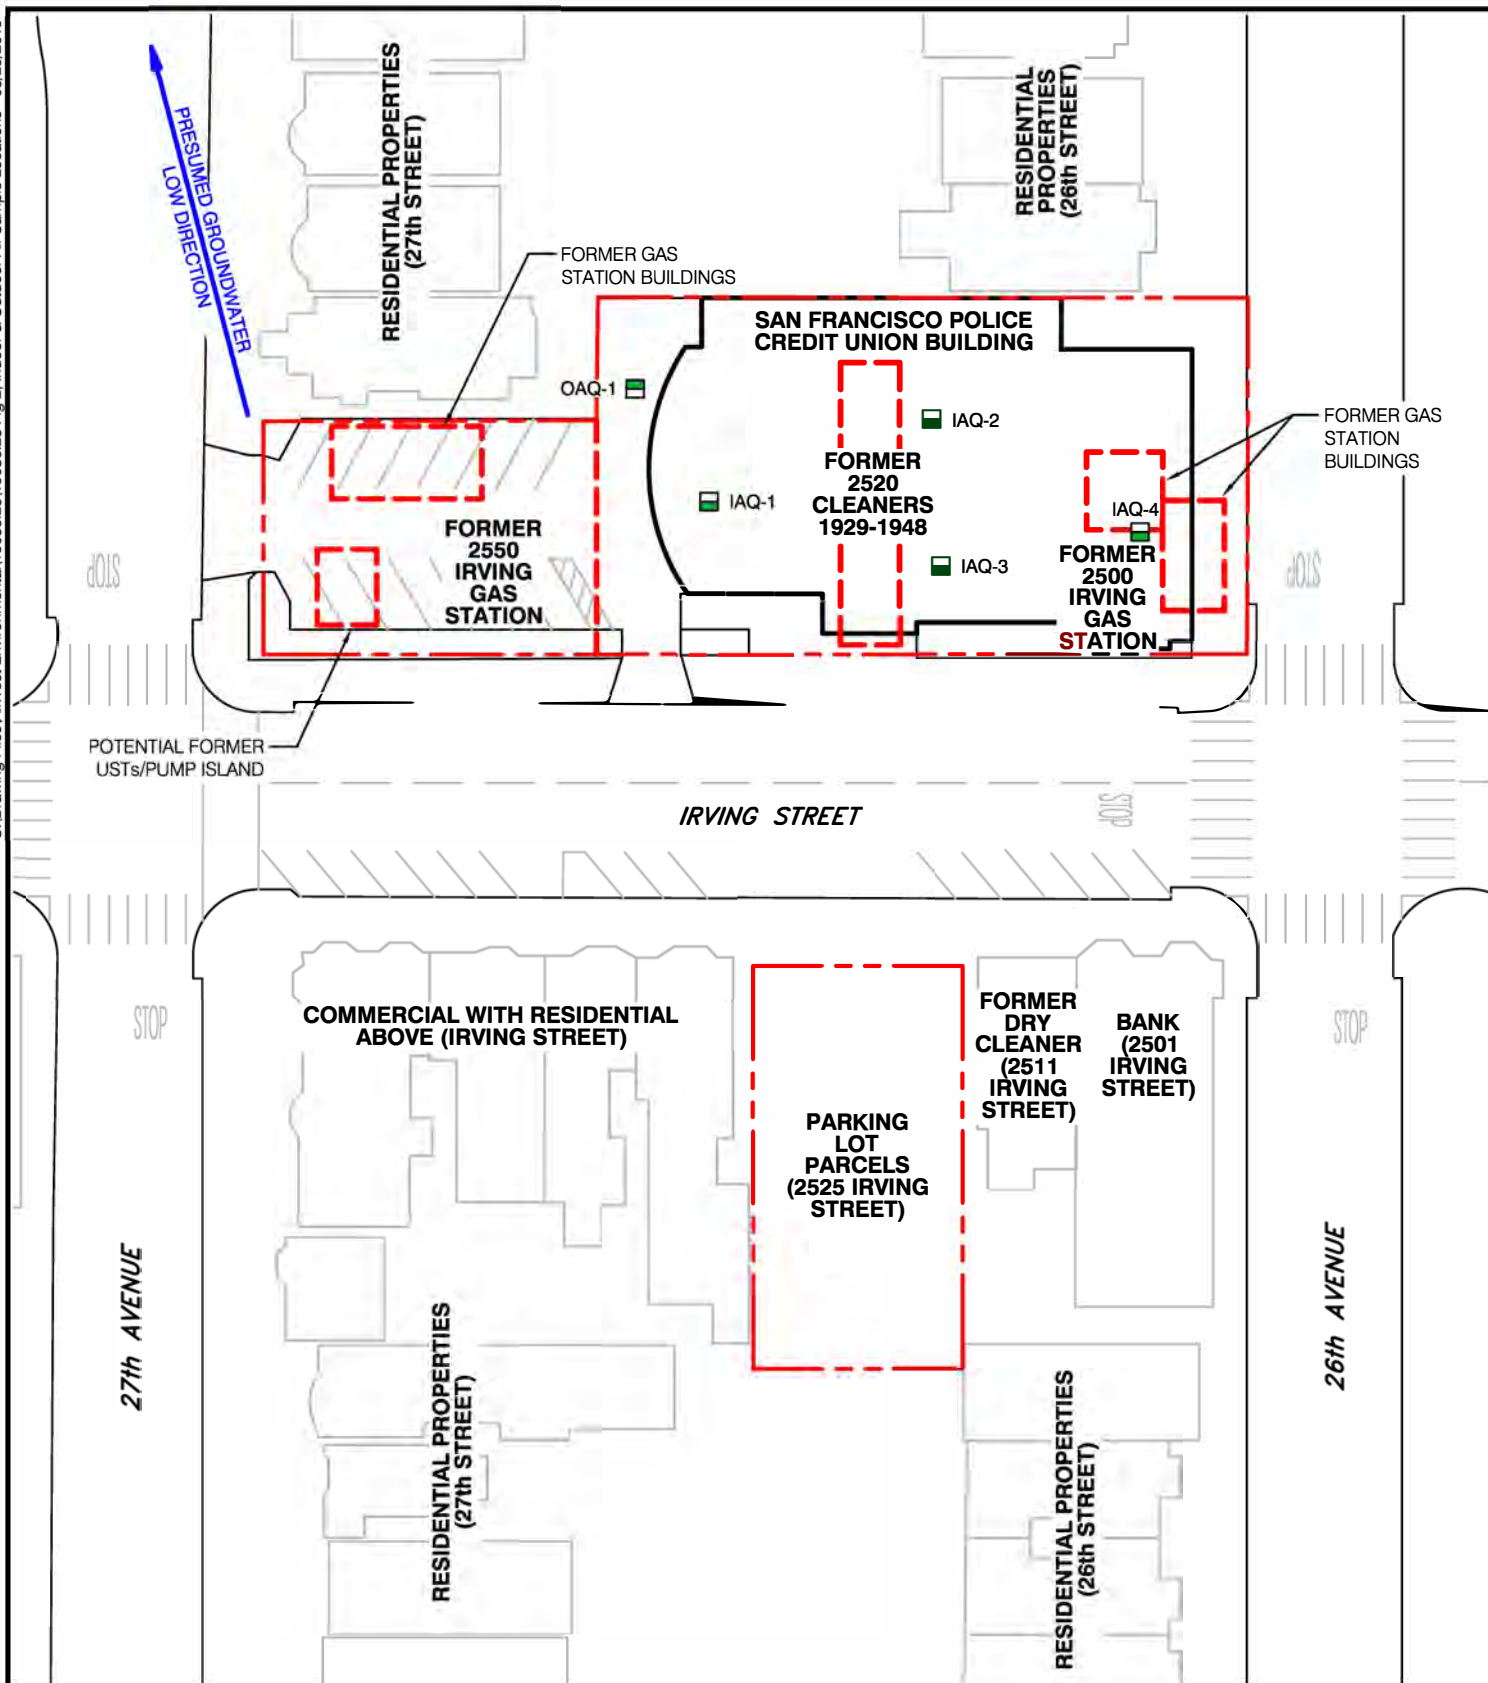 RESIDENTIAL PROPERTIES
(27th STREET)
RESIDENTIAL
PROPERTIES
(26th STREET)
PRESUMED GROUNDWATER
LOW DIRECTION
FORMER GAS
STATION BUILDINGS
SAN FRANCISCO POLICE
CREDIT UNION BUILDING
OAQ-1
IAQ-2
FORMER GAS
STATION
BUILDINGS
FORMER
2520
CLEANERS
1929-1948
IAQ-1
IAQ-4
IAQ-3
FORMER
2550
IRVING
GAS
STATION
FORMER
2500
IRVING
GAS
STATION
STOP
STOP
POTENTIAL FORMER
USTs/PUMP ISLAND
IRVING STREET
STOP
COMMERCIAL WITH RESIDENTIAL
ABOVE (IRVING STREET)
FORMER
DRY
CLEANER
(2511
IRVING
STREET)
BANK
(2501
IRVING
STREET)
STOP
STOP
PARKING
LOT
PARCELS
(2525 IRVING
STREET)
27th AVENUE
26th AVENUE
RESIDENTIAL PROPERTIES
(27th STREET)
RESIDENTIAL PROPERTIES
(26th STREET)